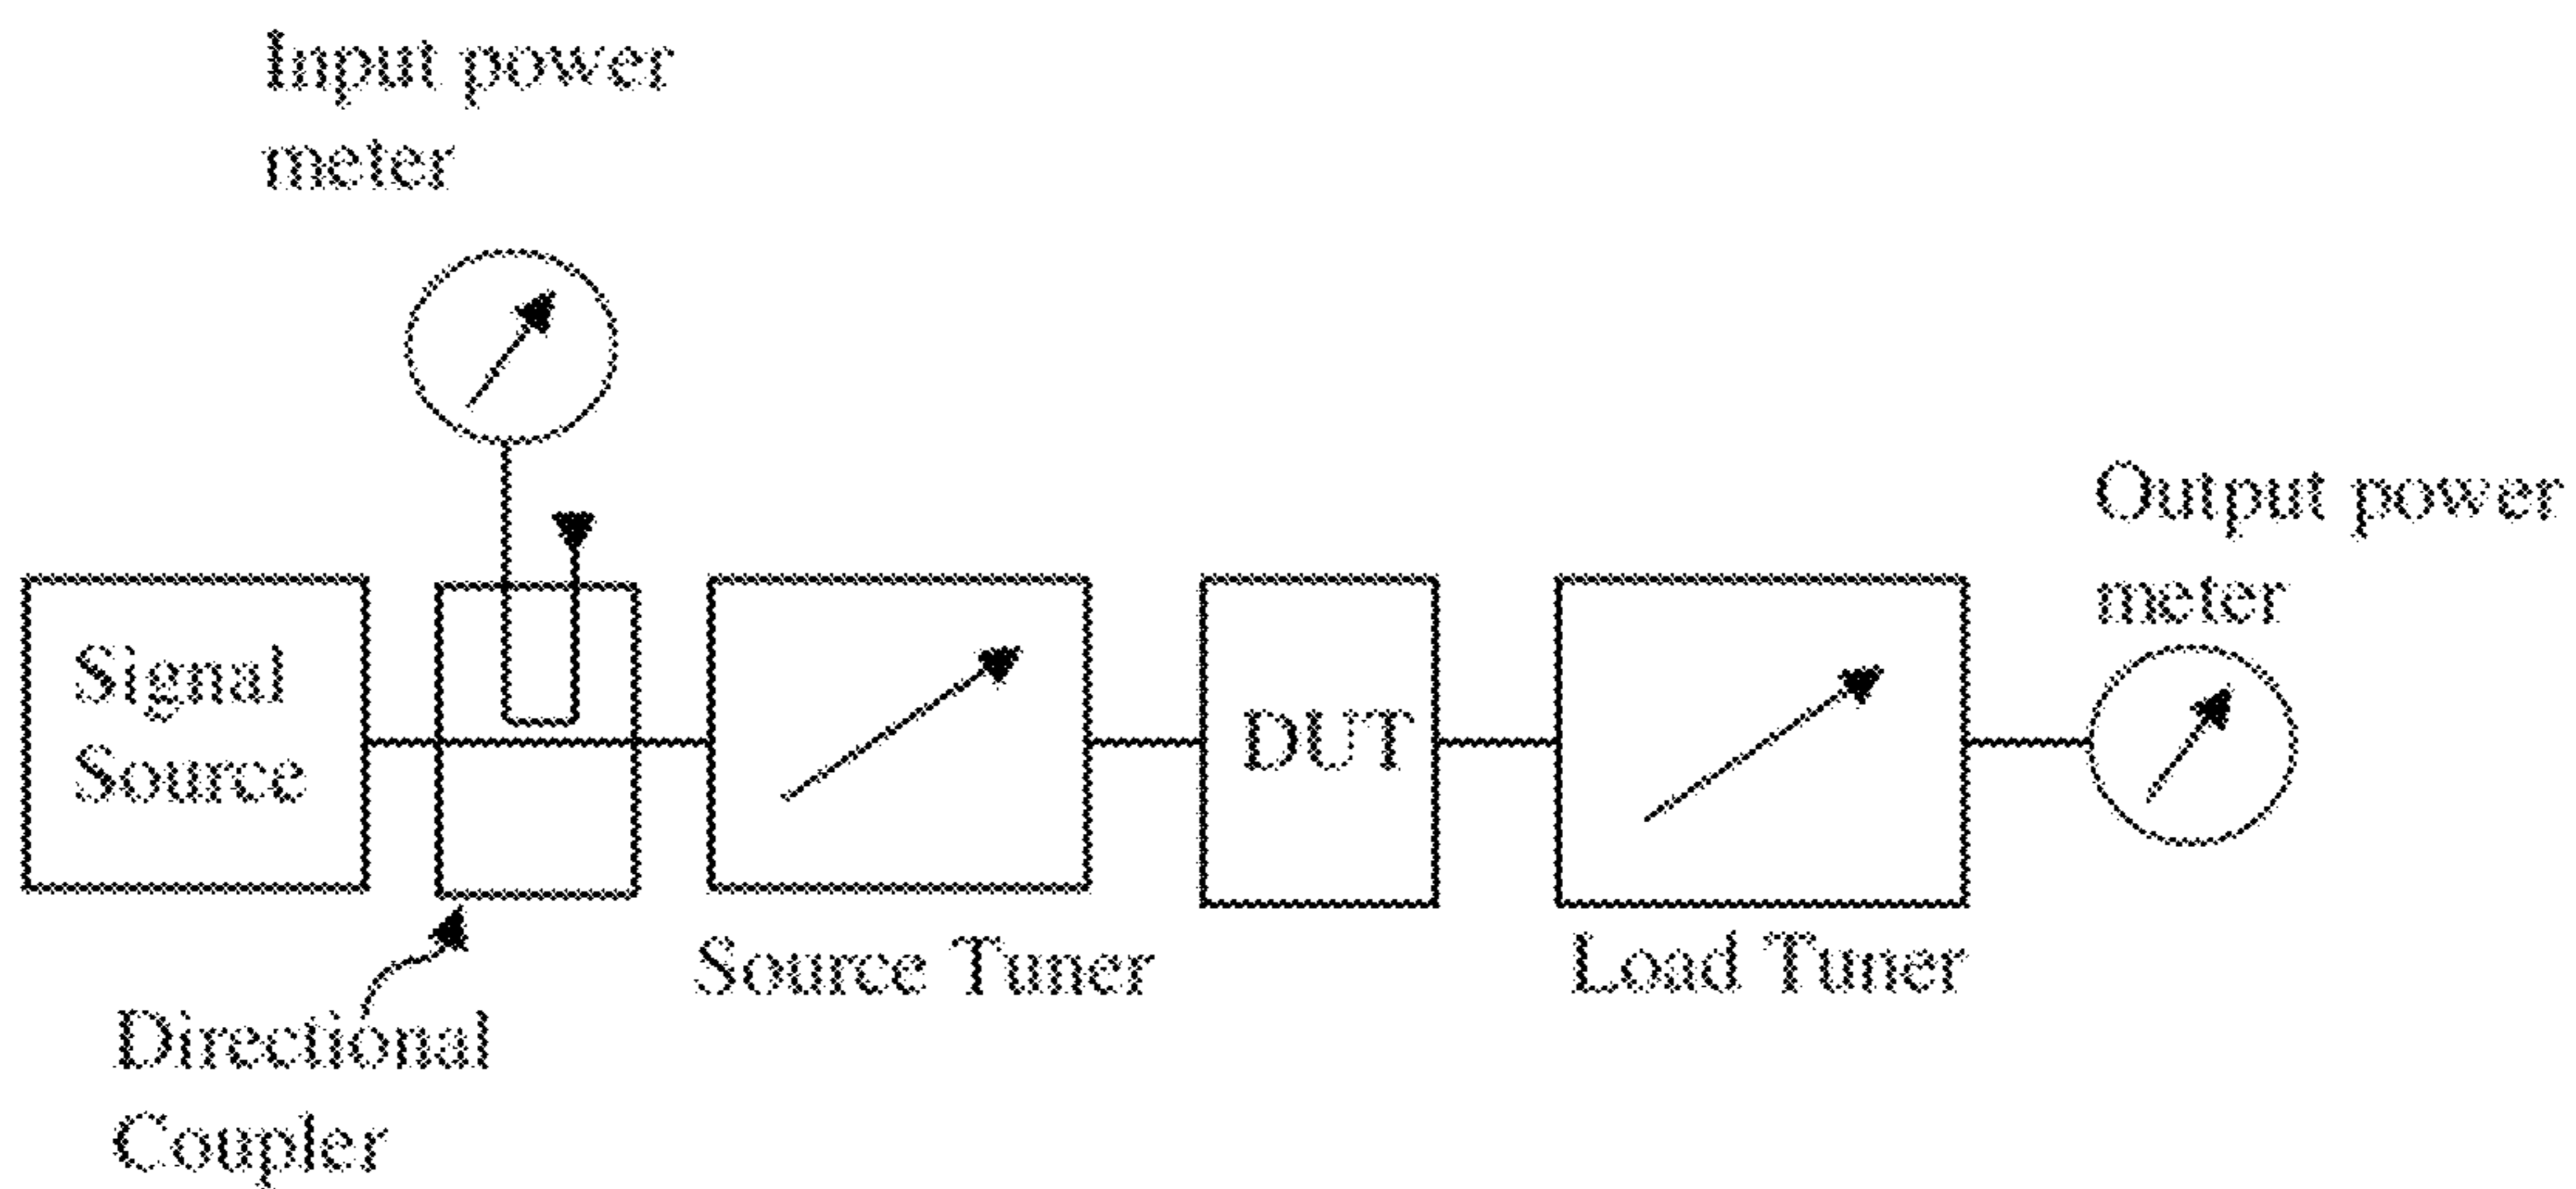 Input power
meter
Output power
meter
Signal
Source
DUT
Source Tuner
Load Tuner
Directional
Coupler